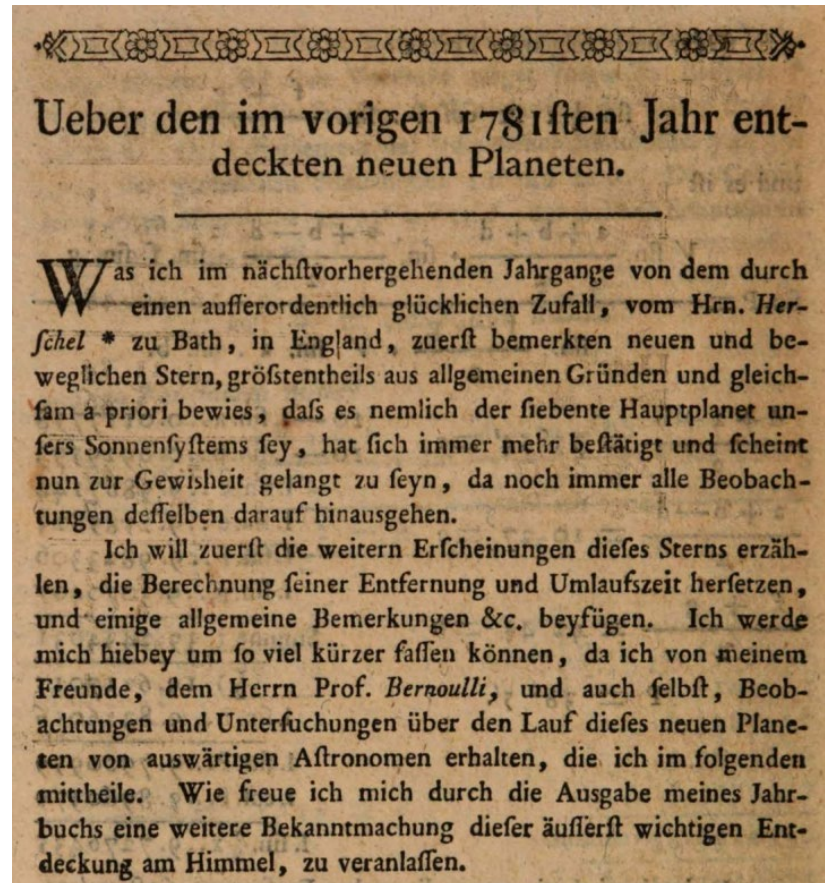 Ueber den im vorigen 1781ſten Jahr ent-
deckten neuen Planeten.
Was ich im nächſtvorhergehenden Jahrgange von dem durch
einen auſſerordentlich glücklichen Zufall, vom Hrn. Her-
ſchel * zu Bath, in England, zuerſt bemerkten neuen und be-
weglichen Stern, gröſstentheils aus allgemeinen Gründen und gleich-
ſam a priori bewies, daſs es nemlich der ſiebente Hauptplanet un-
ſers Sonnenſyſtems ſey, hat ſich immer mehr beſtätigt und ſcheint
nun zur Gewisheit gelangt zu ſeyn, da noch immer alle Beobach-
tungen deſſelben darauf hinausgehen.
Ich will zuerſt die weitern Erſcheinungen dieſes Sterns erzäh-
len, die Berechnung ſeiner Entfernung und Umlaufszeit herſetzen,
und einige allgemeine Bemerkungen &c. beyfügen. Ich werde
mich hiebey um ſo viel kürzer faſſen können, da ich von meinem
Freunde, dem Herrn Prof. Bernoulli, und auch ſelbſt, Beob-
achtungen und Unterſuchungen über den Lauf dieſes neuen Plane-
ten von auswärtigen Aſtronomen erhalten, die ich im folgenden
mittheile. Wie freue ich mich durch die Ausgabe meines Jahr-
buchs eine weitere Bekanntmachung dieſer äuſſerſt wichtigen Ent-
deckung am Himmel, zu veranlaſſen.